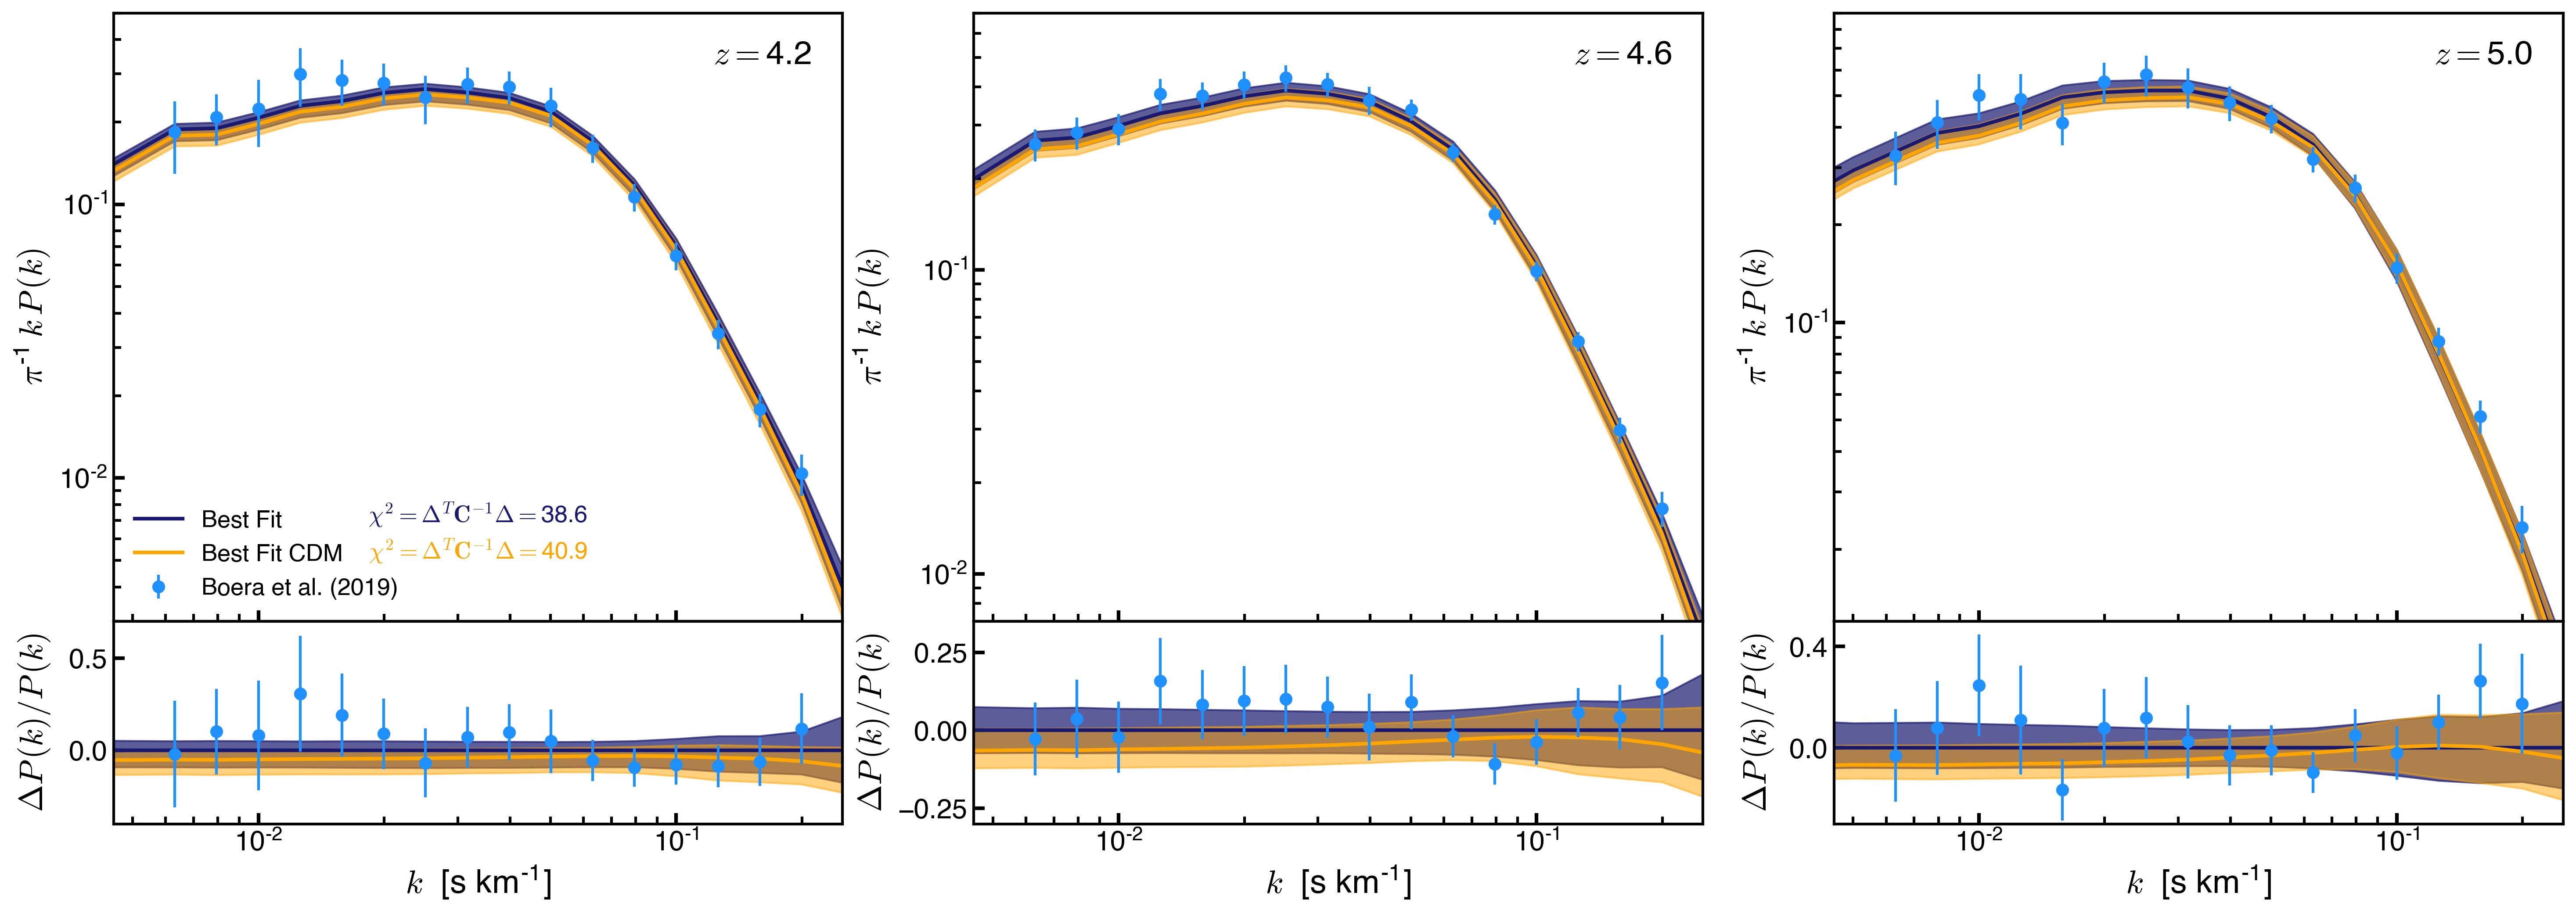 z = 4.2
π⁻¹ k P(k)
10⁻¹
10⁻²
Best Fit χ² = Δᵀ C⁻¹ Δ = 38.6
Best Fit CDM χ² = Δᵀ C⁻¹ Δ = 40.9
Boera et al. (2019)
ΔP(k)/P(k)
0.5
0.0
10⁻² 10⁻¹
k [s km⁻¹]
z = 4.6
π⁻¹ k P(k)
10⁻¹
10⁻²
ΔP(k)/P(k)
0.25
0.00
−0.25
10⁻² 10⁻¹
k [s km⁻¹]
z = 5.0
π⁻¹ k P(k)
10⁻¹
ΔP(k)/P(k)
0.4
0.0
10⁻² 10⁻¹
k [s km⁻¹]